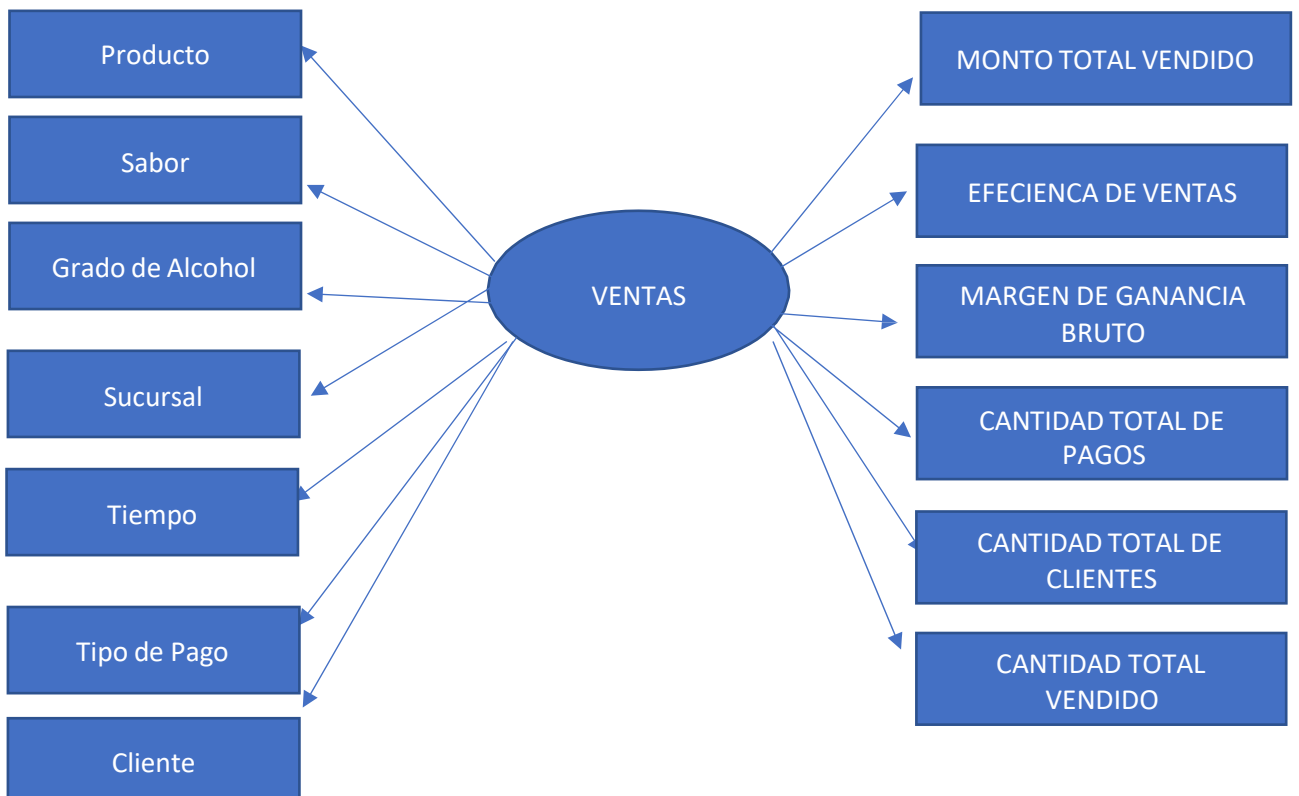 Producto
Sabor
Grado de Alcohol
Sucursal
Tiempo
Tipo de Pago
Cliente
VENTAS
MONTO TOTAL VENDIDO
EFECIENCA DE VENTAS
MARGEN DE GANANCIA
BRUTO
CANTIDAD TOTAL DE
PAGOS
CANTIDAD TOTAL DE
CLIENTES
CANTIDAD TOTAL
VENDIDO